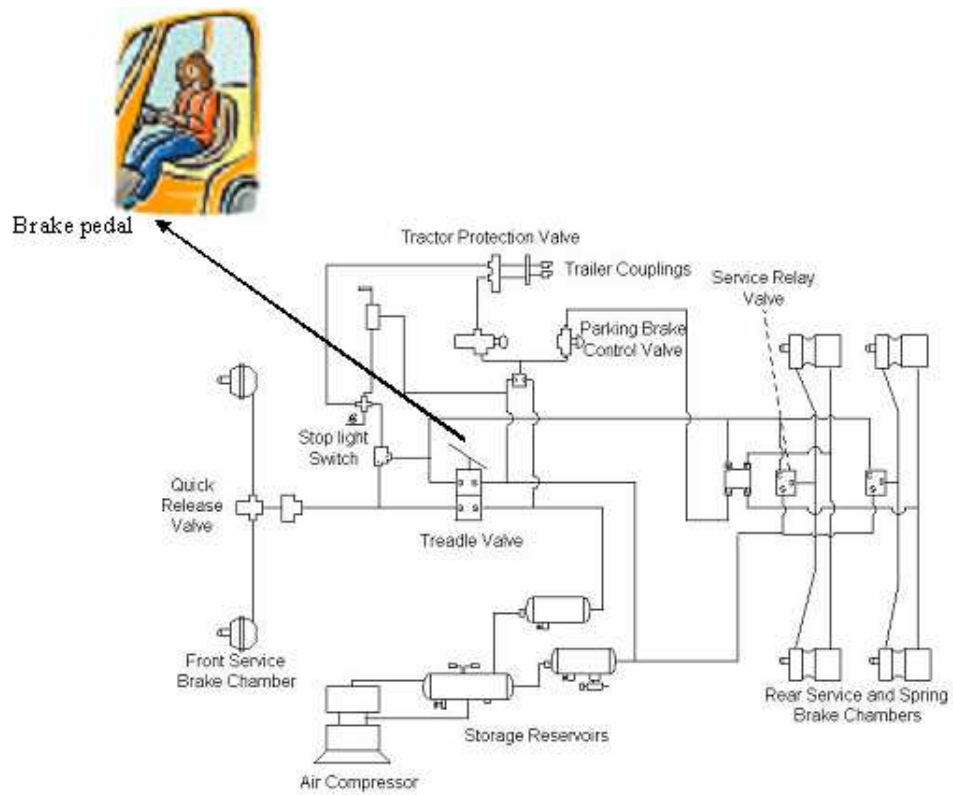 Brake pedal
Tractor Protection Valve
Trailer Couplings
Service Relay
Valve
Parking Brake
Control Valve
Stop light
Switch
Quick
Release
Valve
Treadle Valve
Front Service
Brake Chamber
Rear Service and Spring
Brake Chambers
Storage Reservoirs
Air Compressor